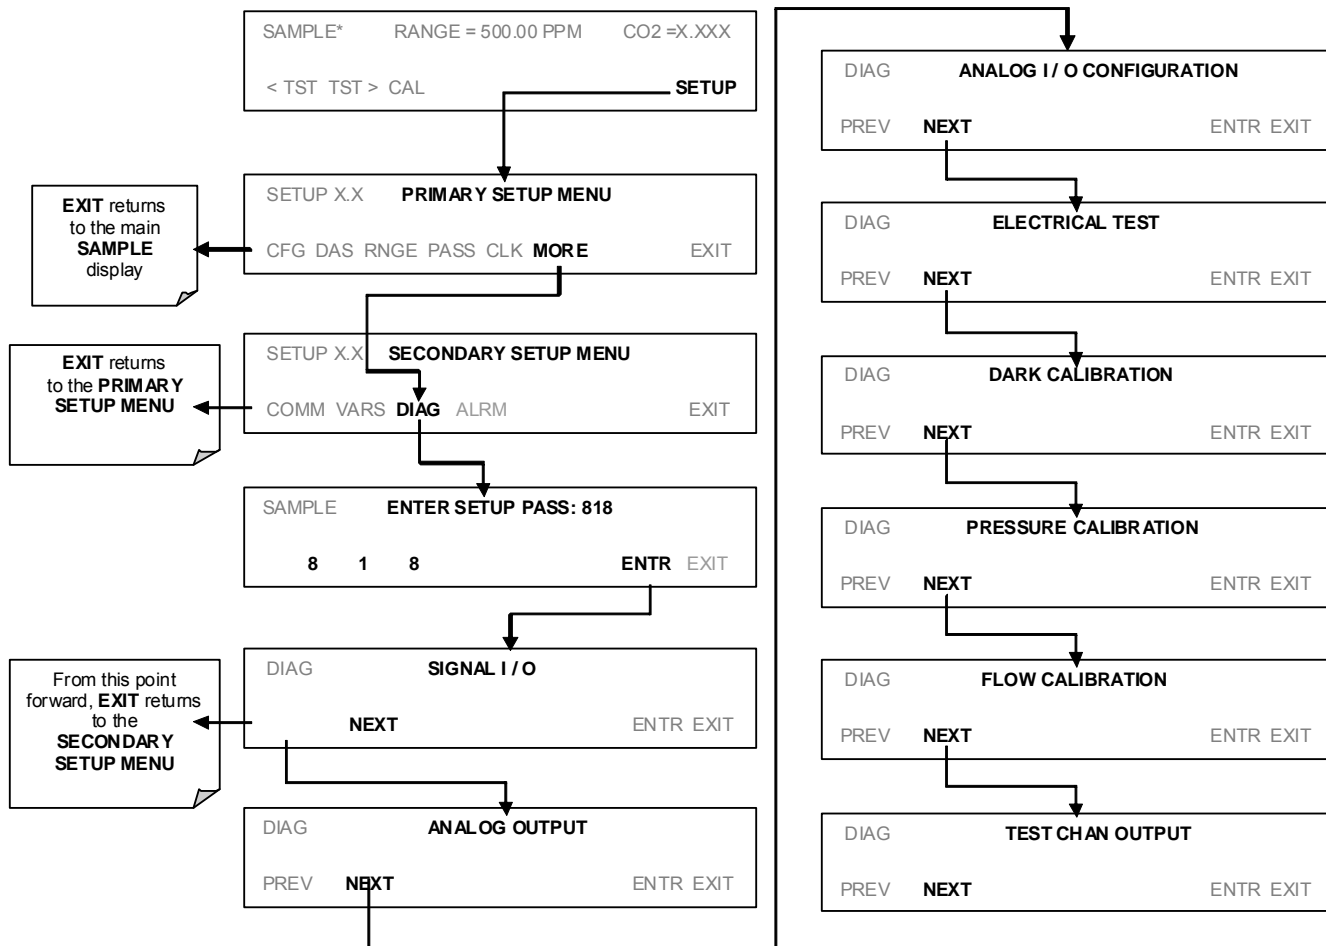 SAMPLE* RANGE = 500.00 PPM CO2 =X.XXX
< TST TST > CAL SETUP
EXIT returns
to the main
SAMPLE
display
SETUP X.X PRIMARY SETUP MENU
CFG DAS RNGE PASS CLK MORE EXIT
EXIT returns
to the PRIMARY
SETUP MENU
SETUP X.X SECONDARY SETUP MENU
COMM VARS DIAG ALRM EXIT
SAMPLE ENTER SETUP PASS: 818
8 1 8 ENTR EXIT
From this point
forward, EXIT returns
to the
SECONDARY
SETUP MENU
DIAG SIGNAL I / O
NEXT ENTR EXIT
DIAG ANALOG OUTPUT
PREV NEXT ENTR EXIT
DIAG ANALOG I / O CONFIGURATION
PREV NEXT ENTR EXIT
DIAG ELECTRICAL TEST
PREV NEXT ENTR EXIT
DIAG DARK CALIBRATION
PREV NEXT ENTR EXIT
DIAG PRESSURE CALIBRATION
PREV NEXT ENTR EXIT
DIAG FLOW CALIBRATION
PREV NEXT ENTR EXIT
DIAG TEST CHAN OUTPUT
PREV NEXT ENTR EXIT